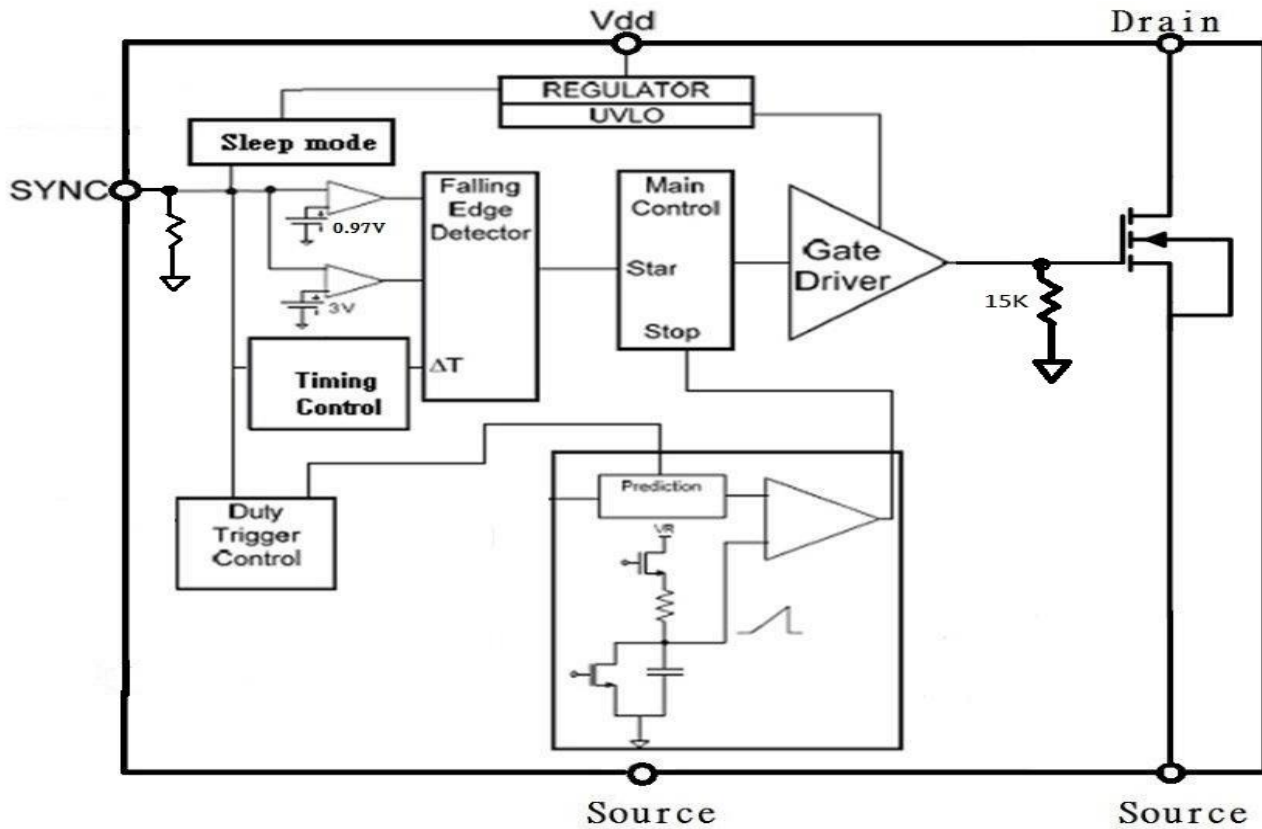 Vdd
Drain
REGULATOR
UVLO
Sleep mode
SYNC
0.97V
3V
Falling
Edge
Detector
ΔT
Timing
Control
Main
Control
Star
Stop
Gate
Driver
15K
Duty
Trigger
Control
Prediction
VR
Source
Source